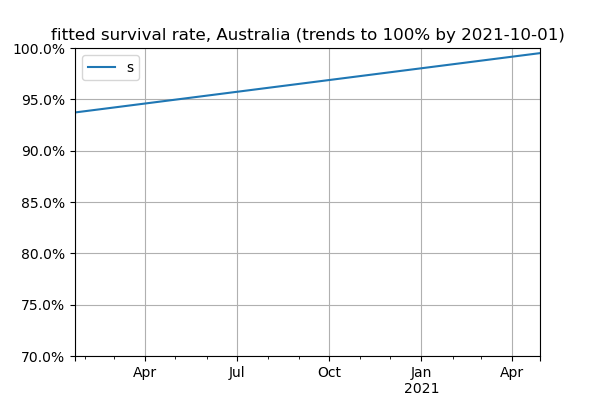 fitted survival rate, Australia (trends to 100% by 2021-10-01)
100.0%
s
95.0%
90.0%
85.0%
80.0%
75.0%
70.0%
Apr Jul Oct Jan Apr
2021